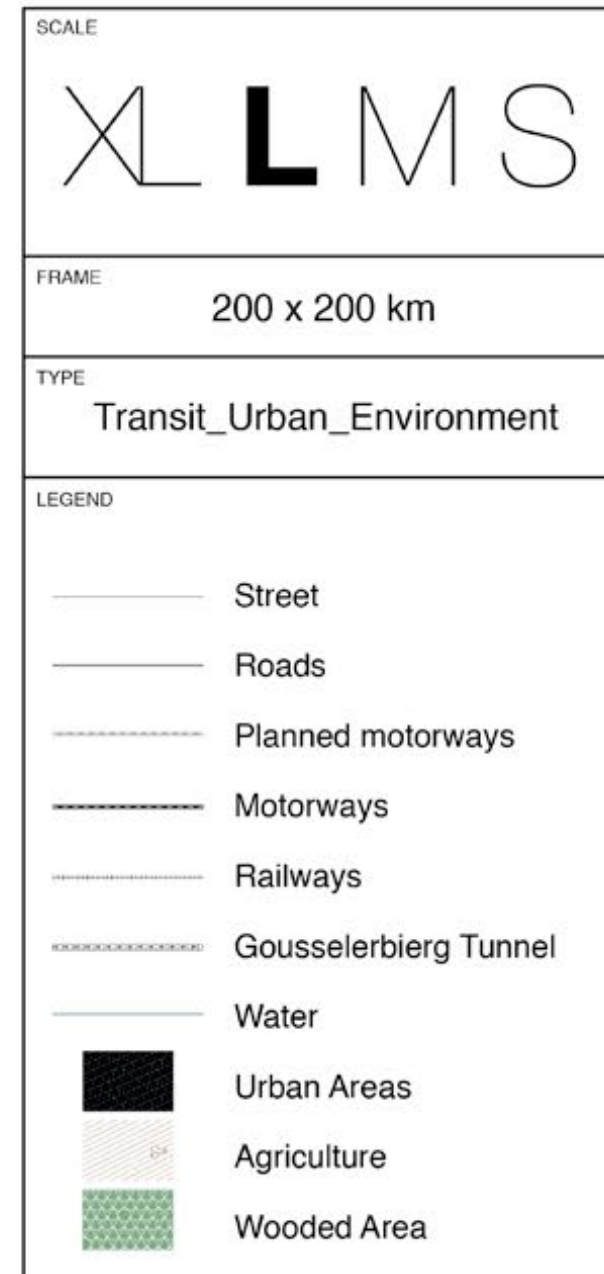 SCALE
XL L M S
FRAME
200 x 200 km
TYPE
Transit_Urban_Environment
LEGEND
Street
Roads
Planned motorways
Motorways
Railways
Gousselerbierg Tunnel
Water
Urban Areas
Agriculture
Wooded Area